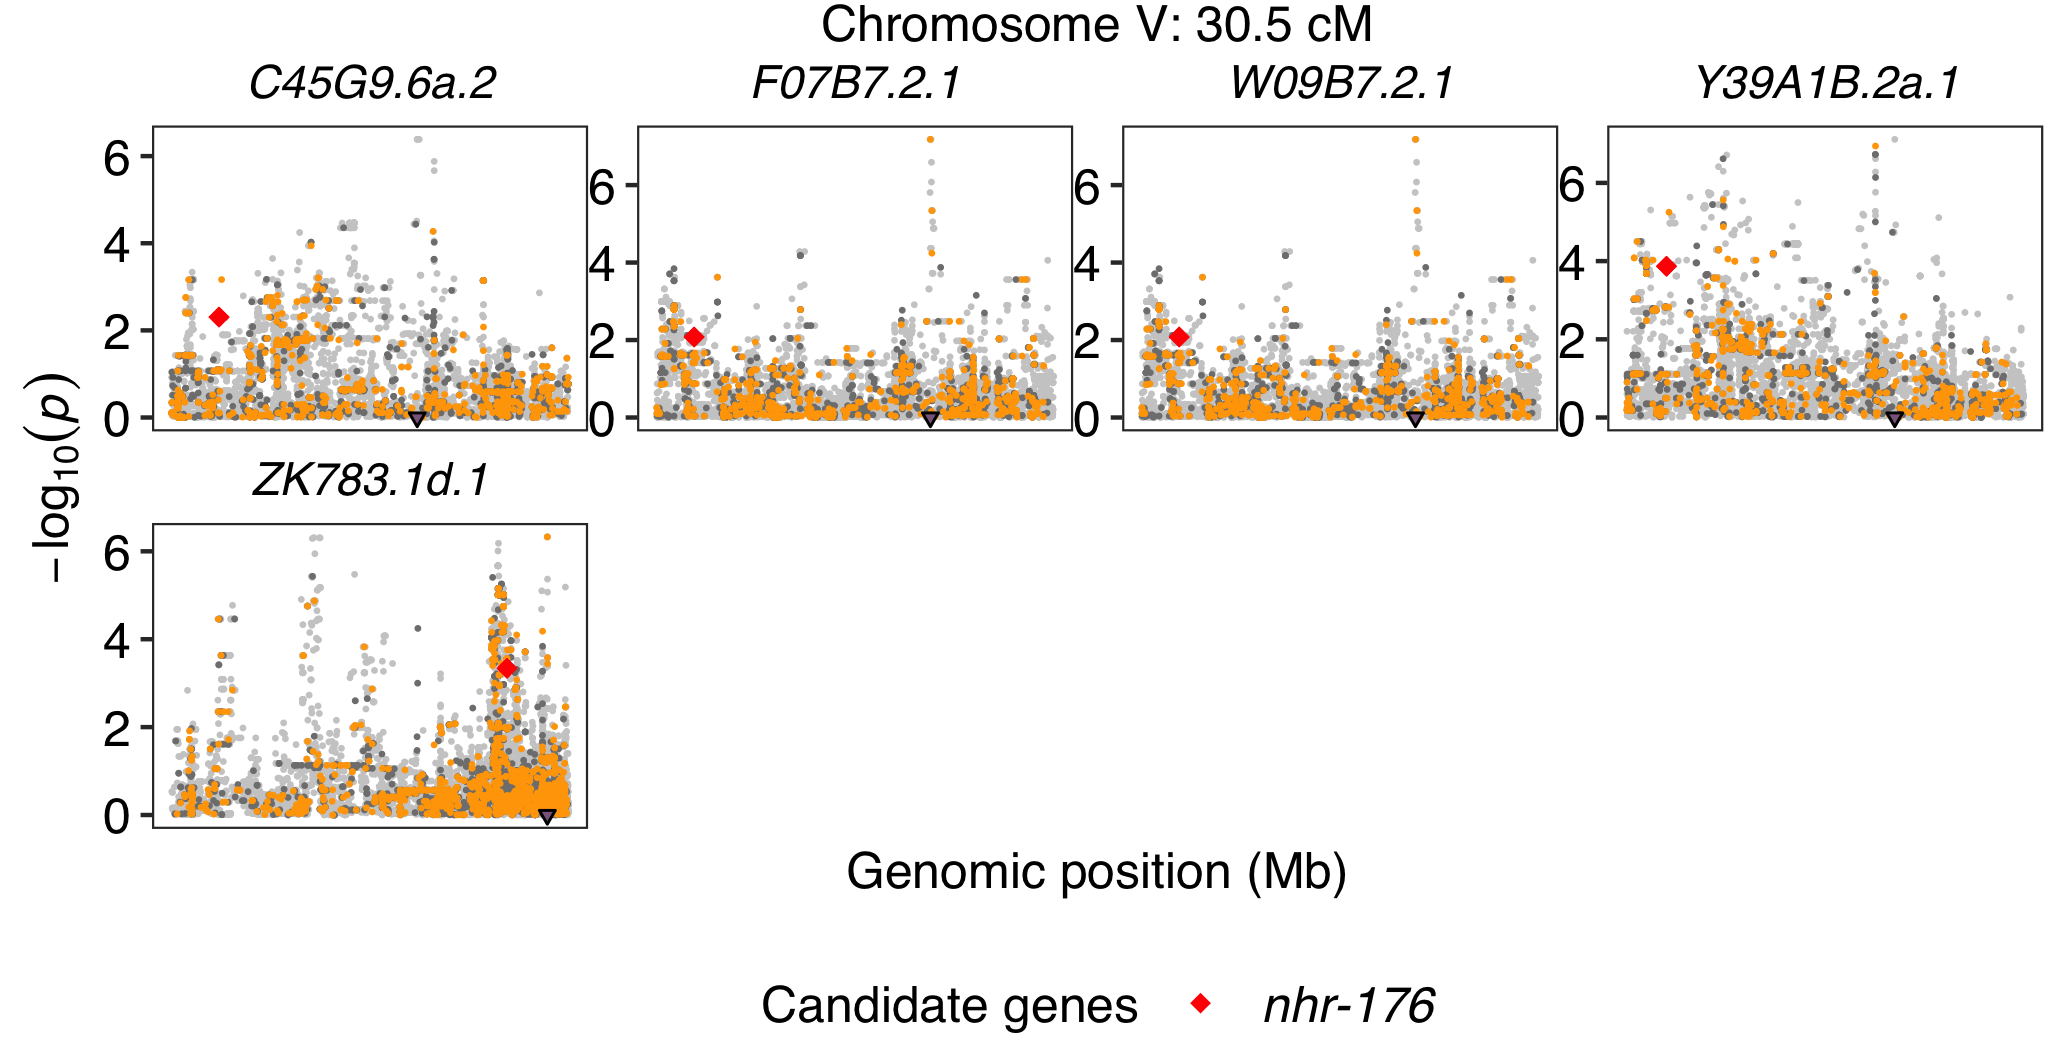 Chromosome V: 30.5 cM
C45G9.6a.2
F07B7.2.1
W09B7.2.1
Y39A1B.2a.1
6
4
2
0
6
4
2
0
6
4
2
0
6
4
2
0
ZK783.1d.1
6
4
2
0
−log10(p)
Genomic position (Mb)
Candidate genes nhr-176